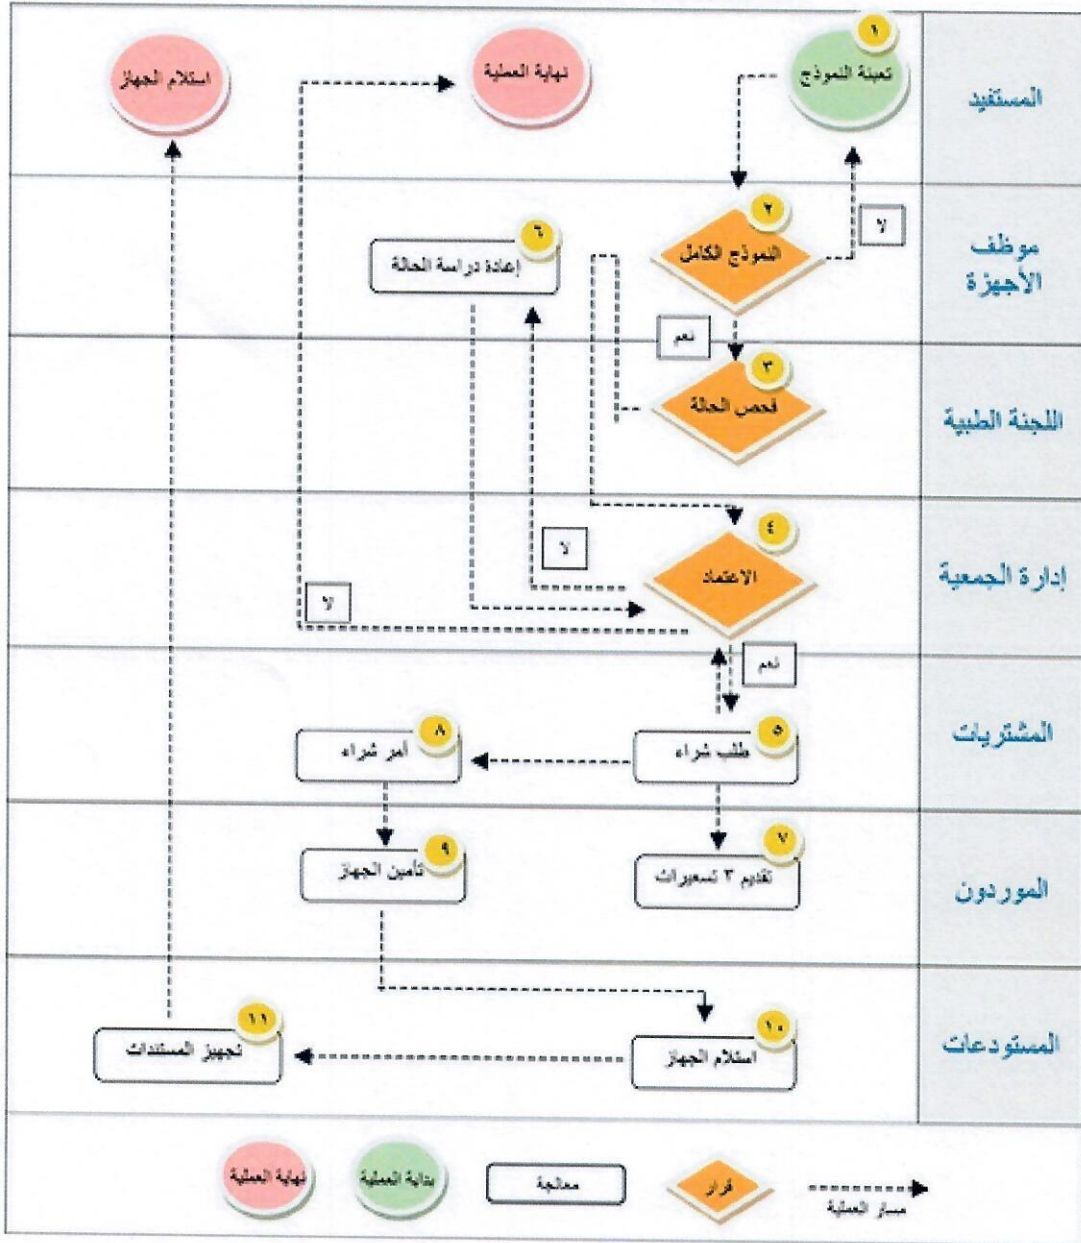 المستفيد
١
تعبئة النموذج
نهاية العملية
استلام الجهاز
موظف
الأجهزة
٢
النموذج الكامل
لا
٦
إعادة دراسة الحالة
نعم
اللجنة الطبية
٣
فحص الحالة
إدارة الجمعية
٤
الاعتماد
لا
لا
نعم
المشتريات
٥
طلب شراء
٨
أمر شراء
الموردون
٧
تقديم ٣ تسعيرات
٩
تأمين الجهاز
المستودعات
١٠
استلام الجهاز
١١
تجهيز المستندات
مسار العملية
قرار
معالجة
بداية العملية
نهاية العملية